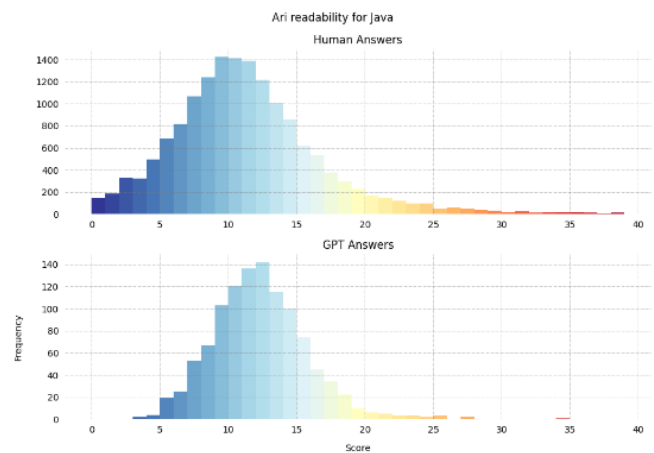 Ari readability for Java
Human Answers
1400
1200
1000
800
600
400
200
0
0 5 10 15 20 25 30 35 40
GPT Answers
140
120
100
80
60
40
20
0
Frequency
0 5 10 15 20 25 30 35 40
Score